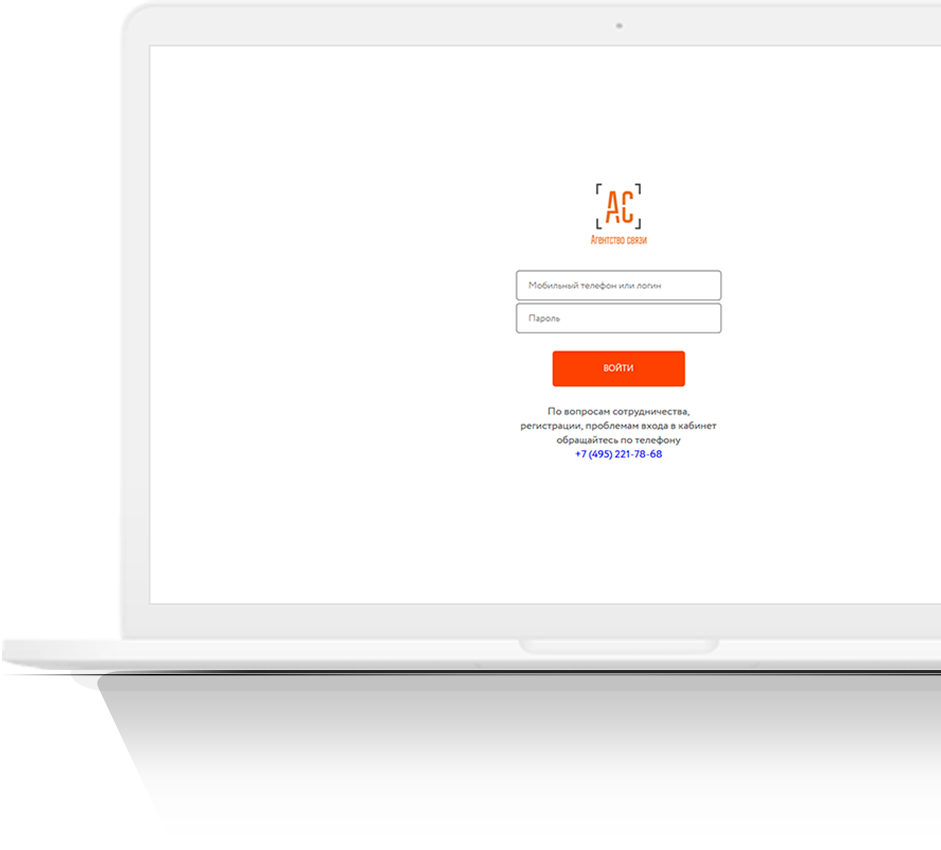 АС
Агентство связи
Мобильный телефон или логин
Пароль
ВОЙТИ
По вопросам сотрудничества,
регистрации, проблемам входа в кабинет
обращайтесь по телефону
+7 (495) 221-78-68